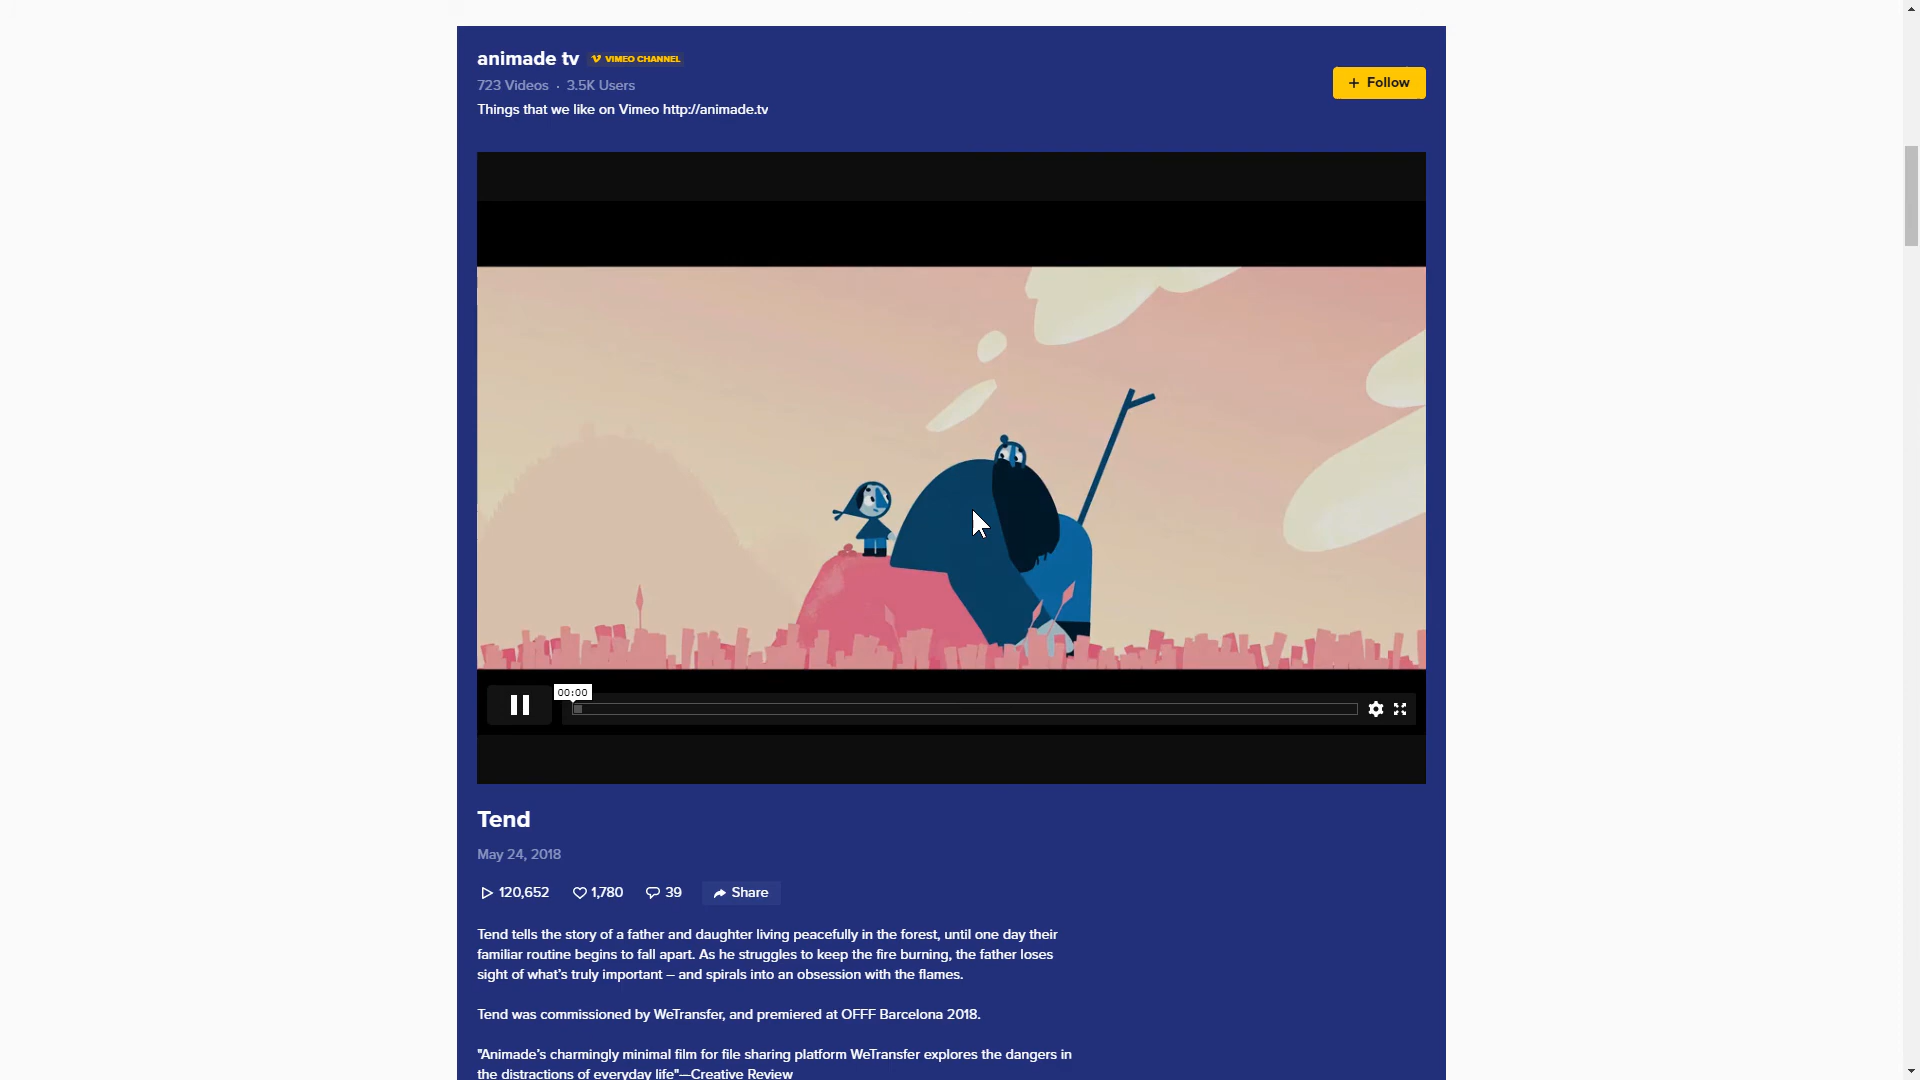 animade tv VIMEO CHANNEL
723 Videos · 3.5K Users
+ Follow
Things that we like on Vimeo http://animade.tv
00:00
Tend
May 24, 2018
120,652 1,780 39 Share
Tend tells the story of a father and daughter living peacefully in the forest, until one day their
familiar routine begins to fall apart. As he struggles to keep the fire burning, the father loses
sight of what’s truly important – and spirals into an obsession with the flames.
Tend was commissioned by WeTransfer, and premiered at OFFF Barcelona 2018.
"Animade’s charmingly minimal film for file sharing platform WeTransfer explores the dangers in
the distractions of everyday life"—Creative Review